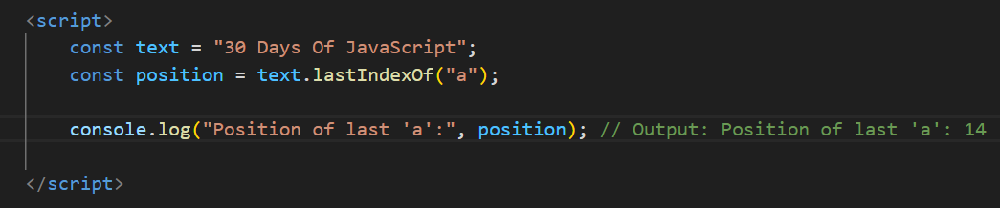 <script>
const text = "30 Days Of JavaScript";
const position = text.lastIndexOf("a");
console.log("Position of last 'a':", position); // Output: Position of last 'a': 14
</script>